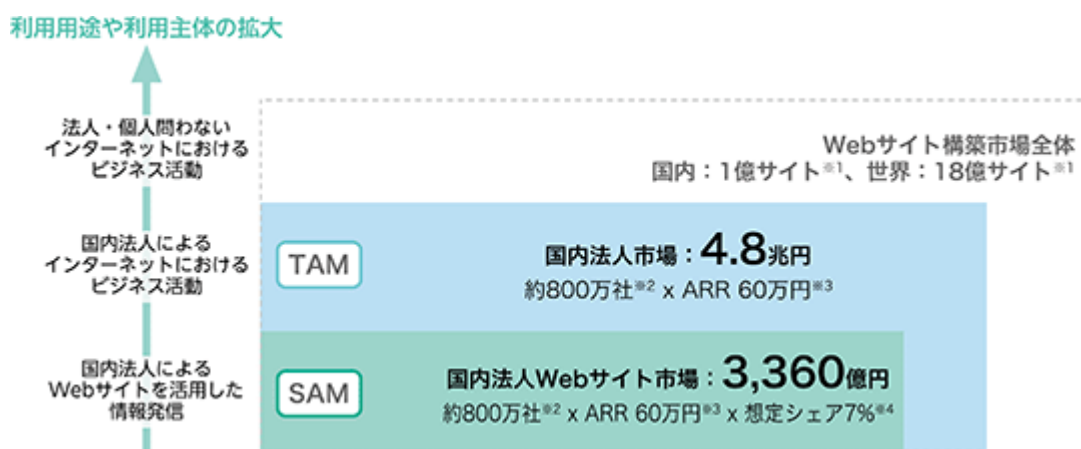 利用用途や利用主体の拡大
法人・個人問わない
インターネットにおける
ビジネス活動
Webサイト構築市場全体
国内：1億サイト※1、世界：18億サイト※1
国内法人による
インターネットにおける
ビジネス活動
TAM
国内法人市場：4.8兆円
約800万社※2 x ARR 60万円※3
国内法人による
Webサイトを活用した
情報発信
SAM
国内法人Webサイト市場：3,360億円
約800万社※2 x ARR 60万円※3 x 想定シェア7%※4